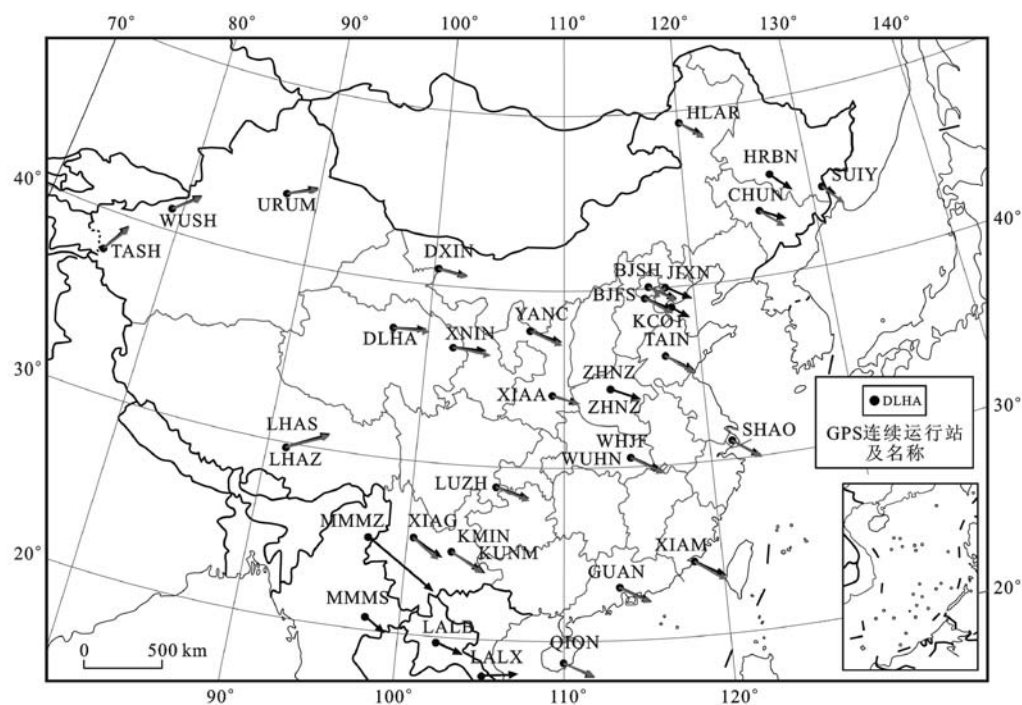 70° 80° 90° 100° 110° 120° 130° 140°
HLAR
HRBN
SUIY
CHUN
40°
WUSH
URUM
TASH
40°
DXIN
BJSH JIXN
BJFS
KC01
YANC
DLHA XNIN
TAIN
30°
ZHNZ
XIAA
ZHNZ
30°
DLHA
GPS连续运行站
及名称
LHAS
LHAZ
WHJF
WUHN
SHAO
LUZH
MMMZ XIAG
KMIN
KUNM
20°
XIAM
GUAN
20°
MMMS
LALB
QION
LALX
0 500 km
90° 100° 110° 120°